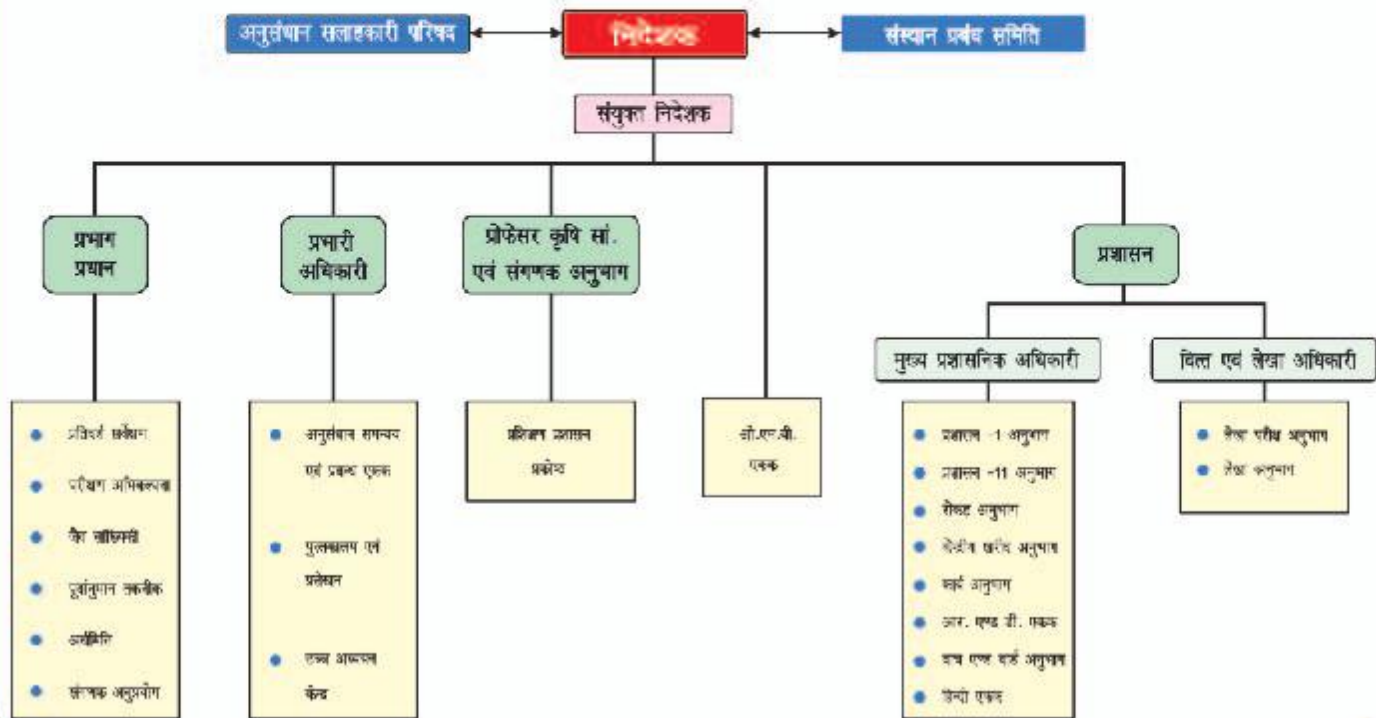 अनुसंधान सलाहकारी परिषद
निदेशक
संस्थान प्रबंध समिति
संयुक्त निदेशक
प्रभाग
प्रधान
प्रभारी
अधिकारी
प्रोफेसर कृषि सां.
एवं संगणक अनुभाग
प्रशासन
मुख्य प्रशासनिक अधिकारी
वित्त एवं लेखा अधिकारी
प्रतिदर्श सर्वेक्षण
परीक्षण अभिकल्पना
जैव सांख्यिकी
पूर्वानुमान तकनीक
अर्थमिति
संगणक अनुप्रयोग
अनुसंधान समन्वय
एवं प्रबन्ध एकक
पुस्तकालय एवं
प्रलेखन
उच्च अध्ययन
केन्द्र
प्रशिक्षण प्रशासन
प्रकोष्ठ
ओ.एन.वी.
एकक
प्रशासन -1 अनुभाग
प्रशासन -11 अनुभाग
रोकड़ अनुभाग
केन्द्रीय खरीद अनुभाग
कार्य अनुभाग
आर. एण्ड डी. एकक
वाच एण्ड वार्ड अनुभाग
हिन्दी एकक
लेखा परीक्षा अनुभाग
लेखा अनुभाग